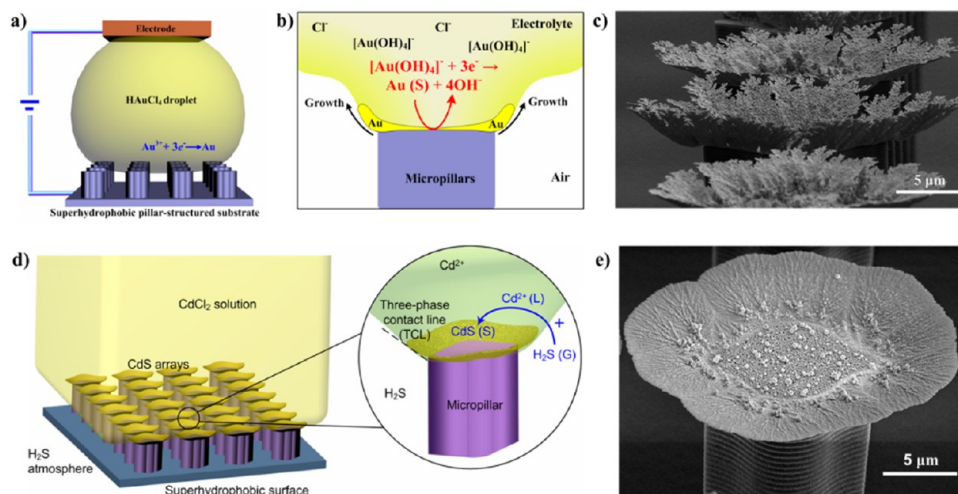 a)
Electrode
HAuCl4 droplet
Au3+ + 3e- → Au
Superhydrophobic pillar-structured substrate
b)
Cl- Cl- Electrolyte
[Au(OH)4]- [Au(OH)4]-
[Au(OH)4]- + 3e- →
Au (S) + 4OH-
Growth Growth
Au Au
Micropillars
Air
c)
5 μm
d)
CdCl2 solution
CdS arrays
H2S
atmosphere
Superhydrophobic surface
Cd2+
Three-phase
contact line
(TCL)
Cd2+ (L)
CdS (S)
+
H2S (G)
H2S
Micropillar
e)
5 μm